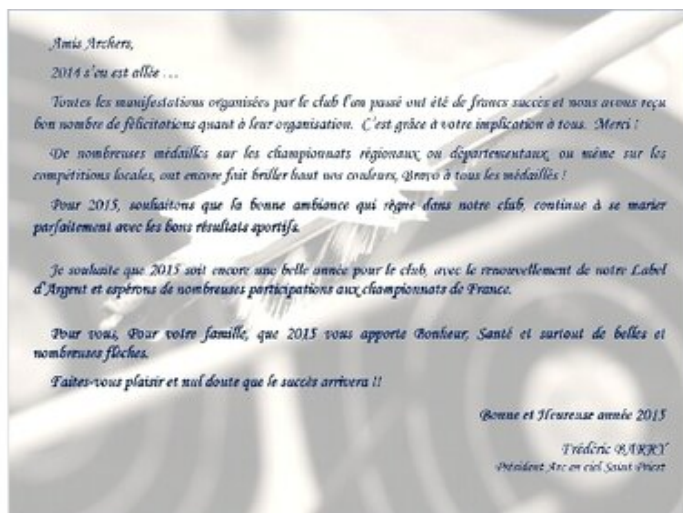 Amis Archers,
2014 s'en est allée ...
Toutes les manifestations organisées par le club l'an passé ont été de francs succès et nous avons reçu
bon nombre de félicitations quant à leur organisation. C'est grâce à votre implication à tous. Merci !
De nombreuses médailles sur les championnats régionaux ou départementaux, ou même sur les
compétitions locales, ont encore fait briller haut nos couleurs, Bravo à tous les médaillés !
Pour 2015, souhaitons que la bonne ambiance qui règne dans notre club, continue à se marier
parfaitement avec les bons résultats sportifs.
Je souhaite que 2015 soit encore une belle année pour le club, avec le renouvellement de notre Label
d'Argent et espérons de nombreuses participations aux championnats de France.
Pour vous, Pour votre famille, que 2015 vous apporte Bonheur, Santé et surtout de belles et
nombreuses flèches.
Faites-vous plaisir et nul doute que le succès arrivera !!
Bonne et Heureuse année 2015
Frédéric BARRY
Président Arc en ciel Saint Priest